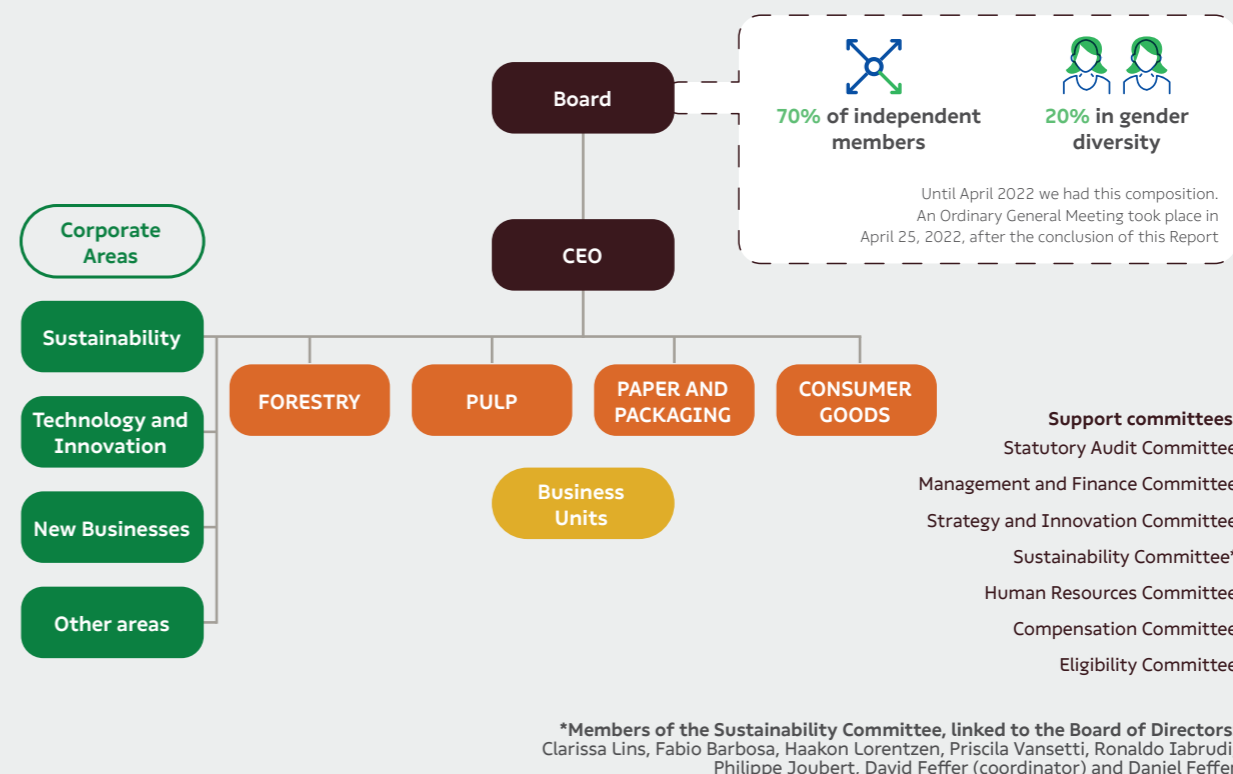 Board
70% of independent
members
20% in gender
diversity
Until April 2022 we had this composition.
An Ordinary General Meeting took place in
April 25, 2022, after the conclusion of this Report
CEO
Corporate
Areas
Sustainability
Technology and
Innovation
New Businesses
Other areas
FORESTRY
PULP
PAPER AND
PACKAGING
CONSUMER
GOODS
Business
Units
Support committees
Statutory Audit Committee
Management and Finance Committee
Strategy and Innovation Committee
Sustainability Committee*
Human Resources Committee
Compensation Committee
Eligibility Committee
*Members of the Sustainability Committee, linked to the Board of Directors
Clarissa Lins, Fabio Barbosa, Haakon Lorentzen, Priscila Vansetti, Ronaldo Iabrudi
Philippe Joubert, David Feffer (coordinator) and Daniel Feffer